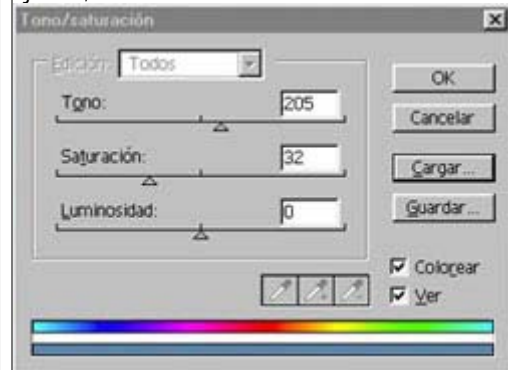 Tono/saturación
Edición: Todos
Tono: 205
Saturación: 32
Luminosidad: 0
OK
Cancelar
Cargar...
Guardar...
Colorear
Ver